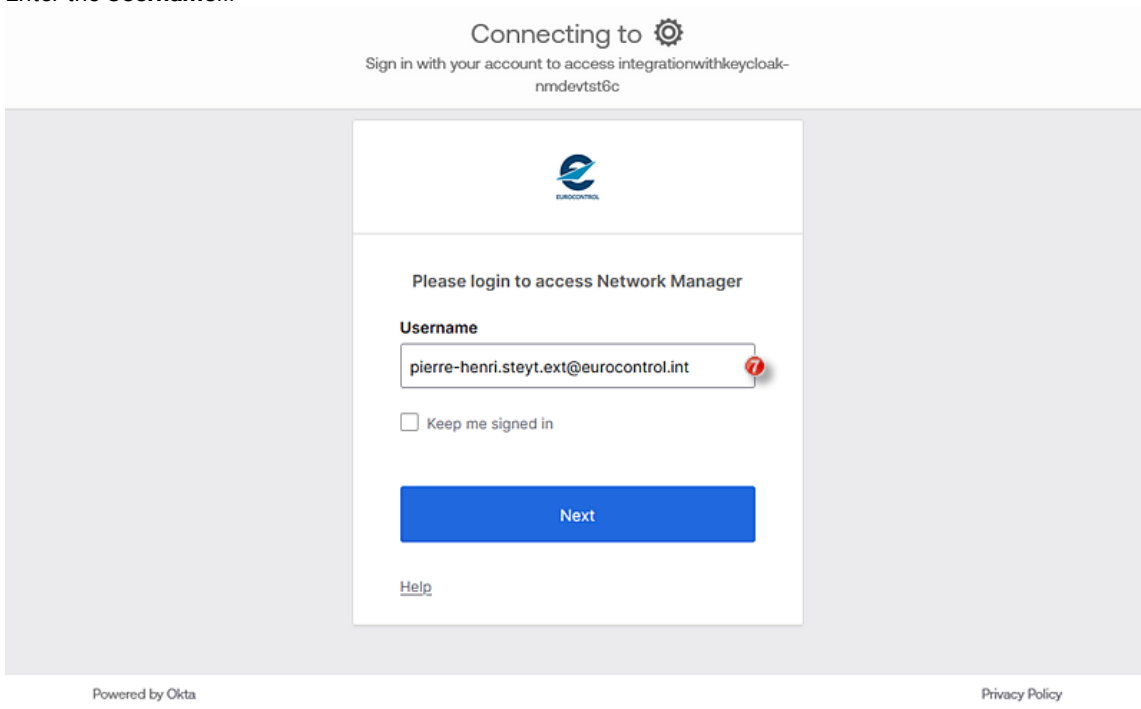 Enter the Username...
Connecting to
Sign in with your account to access integrationwithkeycloak-
nmdevtst6c
EUROCONTROL
Please login to access Network Manager
Username
pierre-henri.steyt.ext@eurocontrol.int
7
Keep me signed in
Next
Help
Powered by Okta
Privacy Policy